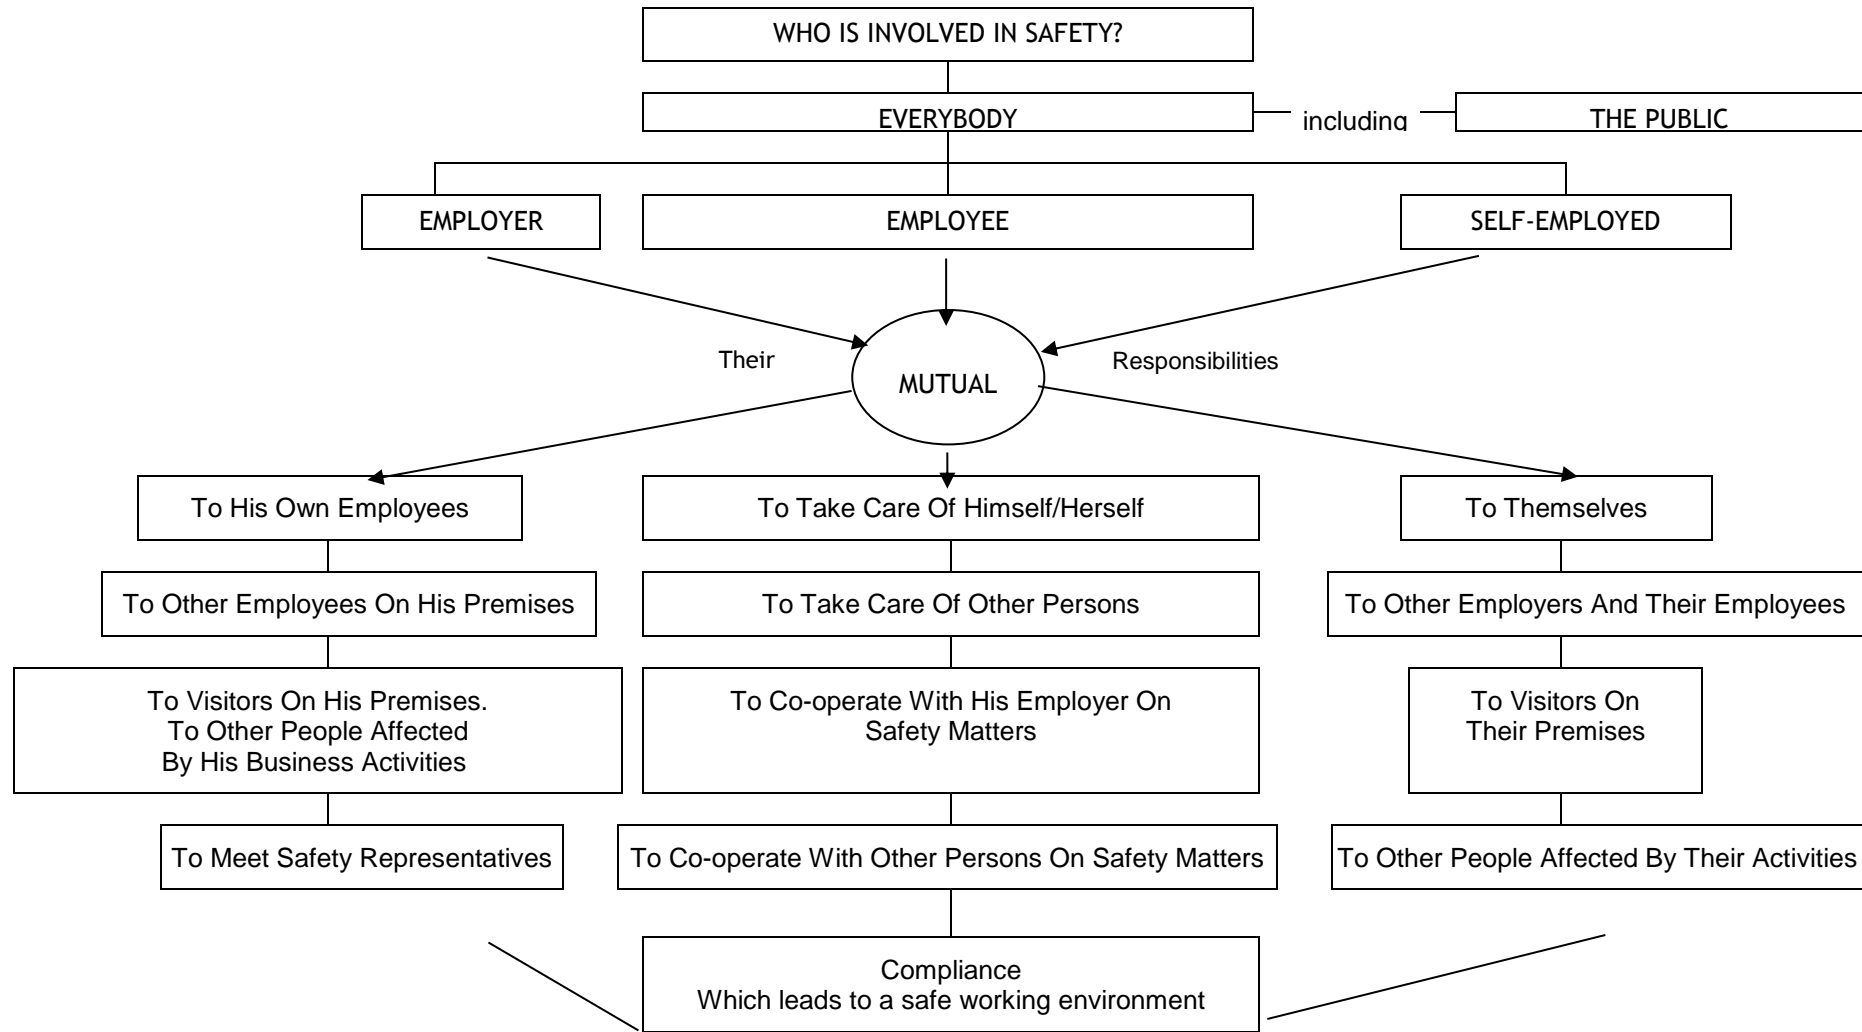 WHO IS INVOLVED IN SAFETY?
EVERYBODY
including
THE PUBLIC
EMPLOYER
EMPLOYEE
SELF-EMPLOYED
Their
MUTUAL
Responsibilities
To His Own Employees
To Take Care Of Himself/Herself
To Themselves
To Other Employees On His Premises
To Take Care Of Other Persons
To Other Employers And Their Employees
To Visitors On His Premises.
To Other People Affected
By His Business Activities
To Co-operate With His Employer On
Safety Matters
To Visitors On
Their Premises
To Meet Safety Representatives
To Co-operate With Other Persons On Safety Matters
To Other People Affected By Their Activities
Compliance
Which leads to a safe working environment